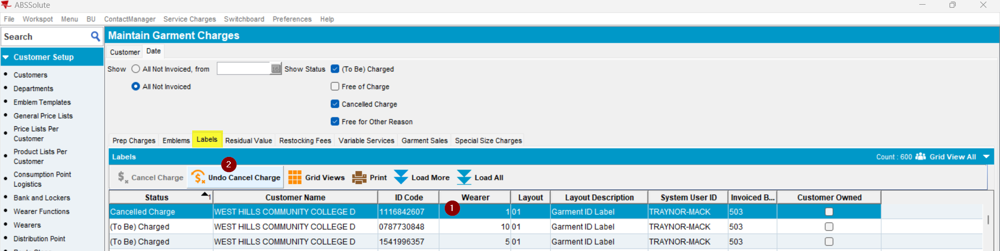 ABSSolute
File Workspot Menu BU ContactManager Service Charges Switchboard Preferences Help
Search
Maintain Garment Charges
Customer Setup
Customers
Departments
Emblem Templates
General Price Lists
Price Lists Per
Customer
Product Lists Per
Customer
Consumption Point
Logistics
Bank and Lockers
Wearer Functions
Wearers
Distribution Point
Customer Date
Show All Not Invoiced, from 16 Show Status (To Be) Charged
All Not Invoiced Free of Charge
Cancelled Charge
Free for Other Reason
Prep Charges Emblems Labels Residual Value Restocking Fees Variable Services Garment Sales Special Size Charges
Labels Count : 600 Grid View All
2
Cancel Charge Undo Cancel Charge Grid Views Print Load More Load All
Status 1 Customer Name ID Code Wearer Layout Layout Description System User ID Invoiced B... Customer Owned
1
Cancelled Charge WEST HILLS COMMUNITY COLLEGE D 1116842607 1 01 Garment ID Label TRAYNOR-MACK 503
(To Be) Charged WEST HILLS COMMUNITY COLLEGE D 0787730848 10 01 Garment ID Label TRAYNOR-MACK 503
(To Be) Charged WEST HILLS COMMUNITY COLLEGE D 1541996357 5 01 Garment ID Label TRAYNOR-MACK 503